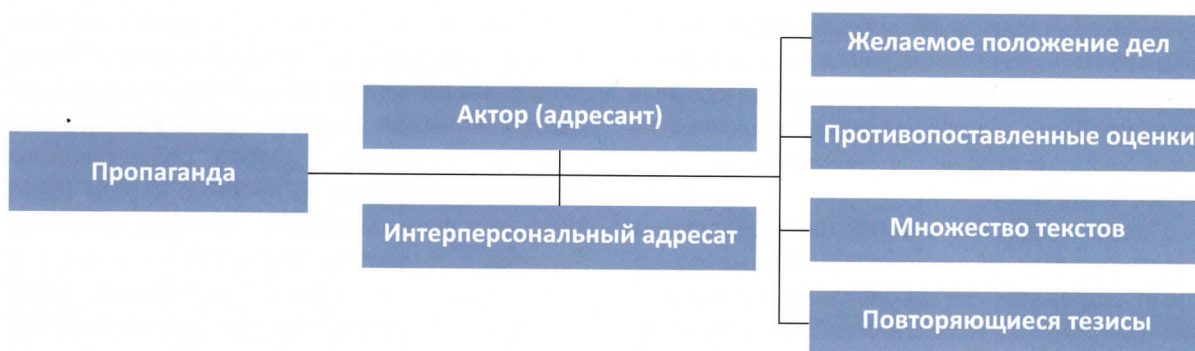 Пропаганда
Актор (адресант)
Интерперсональный адресат
Желаемое положение дел
Противопоставленные оценки
Множество текстов
Повторяющиеся тезисы